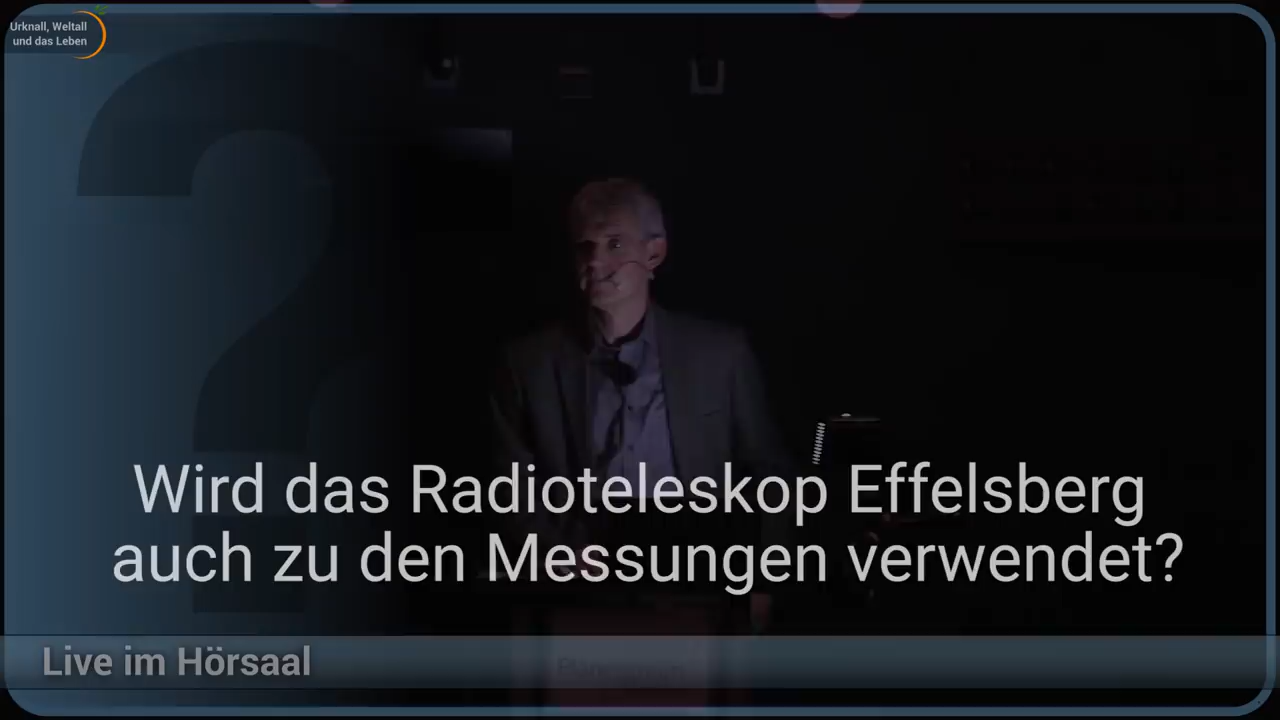 Urknall, Weltall
und das Leben
Wird das Radioteleskop Effelsberg
auch zu den Messungen verwendet?
Live im Hörsaal